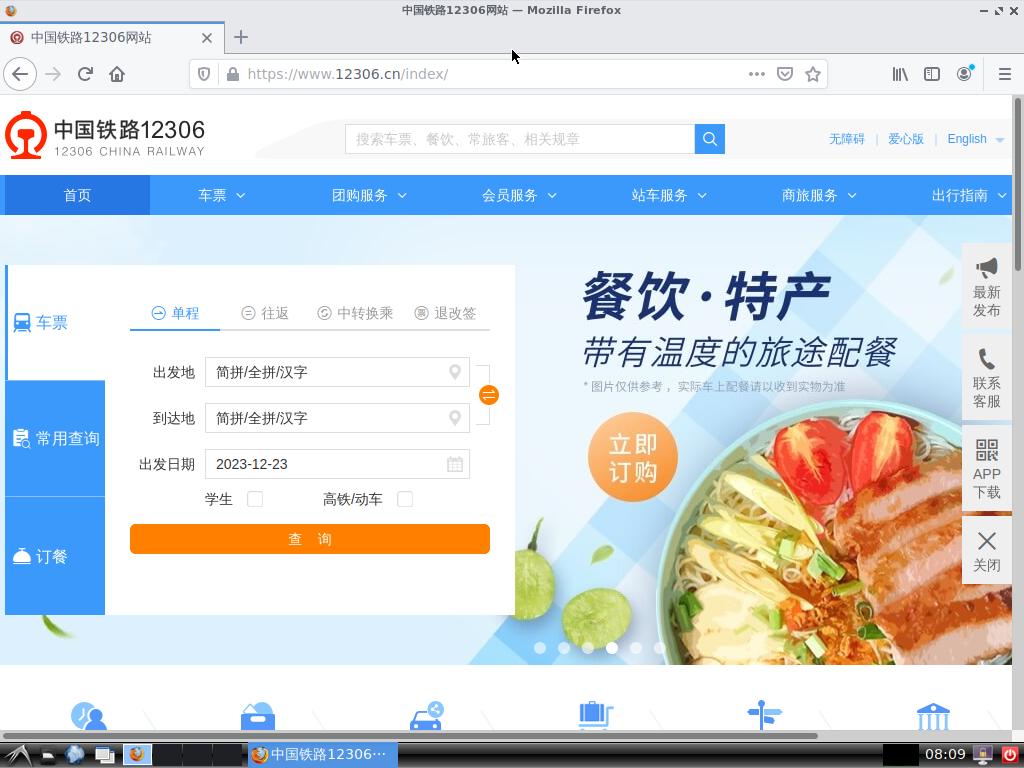 中国铁路12306网站 — Mozilla Firefox
中国铁路12306网站
https://www.12306.cn/index/
中国铁路12306
12306 CHINA RAILWAY
搜索车票、餐饮、常旅客、相关规章
无障碍 | 爱心版 | English
首页 车票 团购服务 会员服务 站车服务 商旅服务 出行指南
车票
常用查询
订餐
单程 往返 中转换乘 退改签
出发地 简拼/全拼/汉字
到达地 简拼/全拼/汉字
出发日期 2023-12-23
学生 高铁/动车
查 询
餐饮·特产
带有温度的旅途配餐
*图片仅供参考，实际车上配餐请以收到实物为准
立即
订购
最新
发布
联系
客服
APP
下载
关闭
中国铁路12306···
08:09